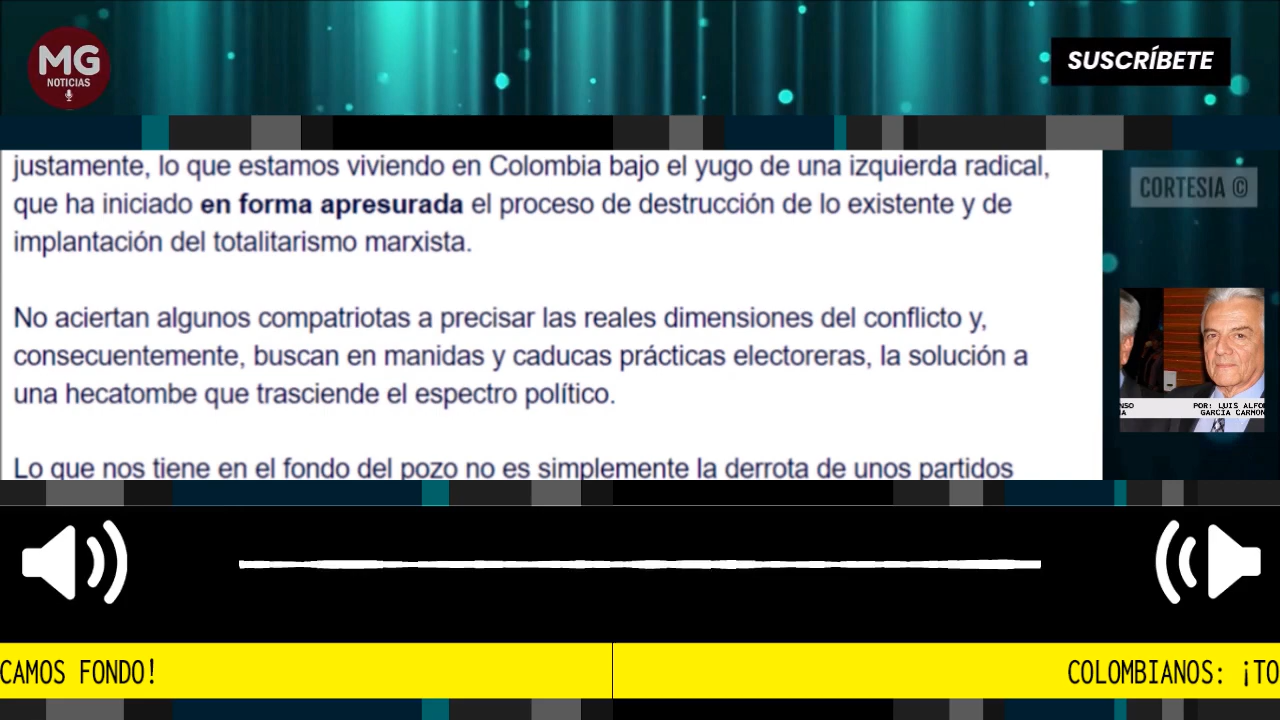 MG
NOTICIAS
SUSCRÍBETE
justamente, lo que estamos viviendo en Colombia bajo el yugo de una izquierda radical,
que ha iniciado en forma apresurada el proceso de destrucción de lo existente y de
implantación del totalitarismo marxista.
No aciertan algunos compatriotas a precisar las reales dimensiones del conflicto y,
consecuentemente, buscan en manidas y caducas prácticas electoreras, la solución a
una hecatombe que trasciende el espectro político.
Lo que nos tiene en el fondo del pozo no es simplemente la derrota de unos partidos
CORTESIA ©
NSO POR: LUIS ALFO
A GARCÍA CARMON
CAMOS FONDO! COLOMBIANOS: ¡TO